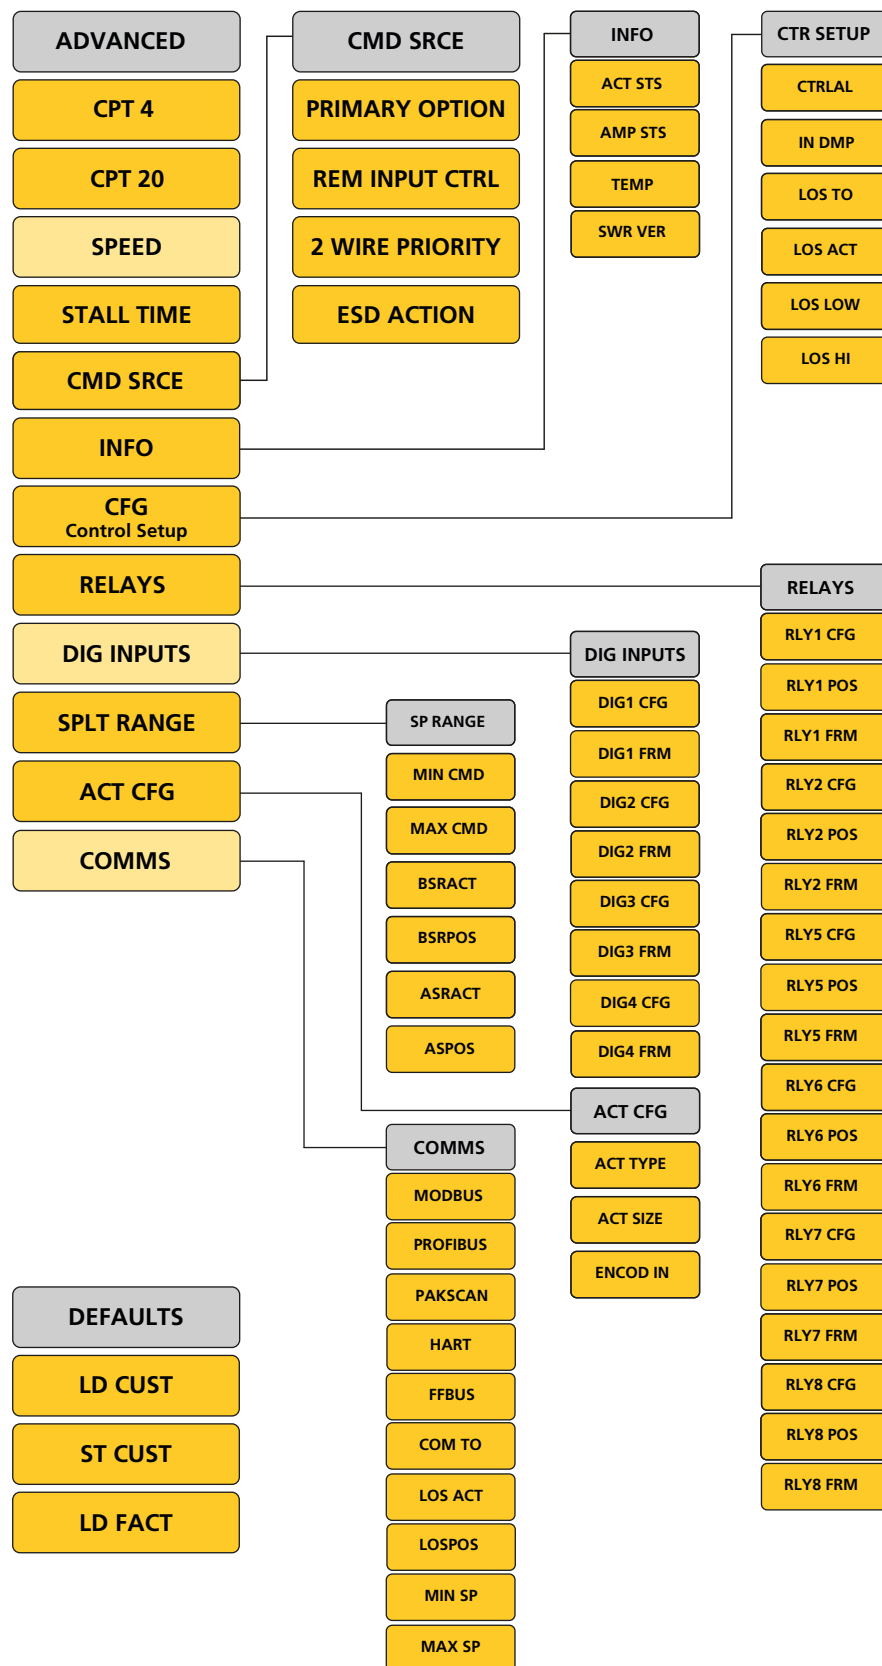 ADVANCED
CPT 4
CPT 20
SPEED
STALL TIME
CMD SRCE
INFO
CFG
Control Setup
RELAYS
DIG INPUTS
SPLT RANGE
ACT CFG
COMMS
CMD SRCE
PRIMARY OPTION
REM INPUT CTRL
2 WIRE PRIORITY
ESD ACTION
INFO
ACT STS
AMP STS
TEMP
SWR VER
CTR SETUP
CTRLAL
IN DMP
LOS TO
LOS ACT
LOS LOW
LOS HI
RELAYS
RLY1 CFG
RLY1 POS
RLY1 FRM
RLY2 CFG
RLY2 POS
RLY2 FRM
RLY5 CFG
RLY5 POS
RLY5 FRM
RLY6 CFG
RLY6 POS
RLY6 FRM
RLY7 CFG
RLY7 POS
RLY7 FRM
RLY8 CFG
RLY8 POS
RLY8 FRM
DIG INPUTS
DIG1 CFG
DIG1 FRM
DIG2 CFG
DIG2 FRM
DIG3 CFG
DIG3 FRM
DIG4 CFG
DIG4 FRM
SP RANGE
MIN CMD
MAX CMD
BSRACT
BSRPOS
ASRACT
ASPOS
ACT CFG
ACT TYPE
ACT SIZE
ENCOD IN
COMMS
MODBUS
PROFIBUS
PAKSCAN
HART
FFBUS
COM TO
LOS ACT
LOSPOS
MIN SP
MAX SP
DEFAULTS
LD CUST
ST CUST
LD FACT